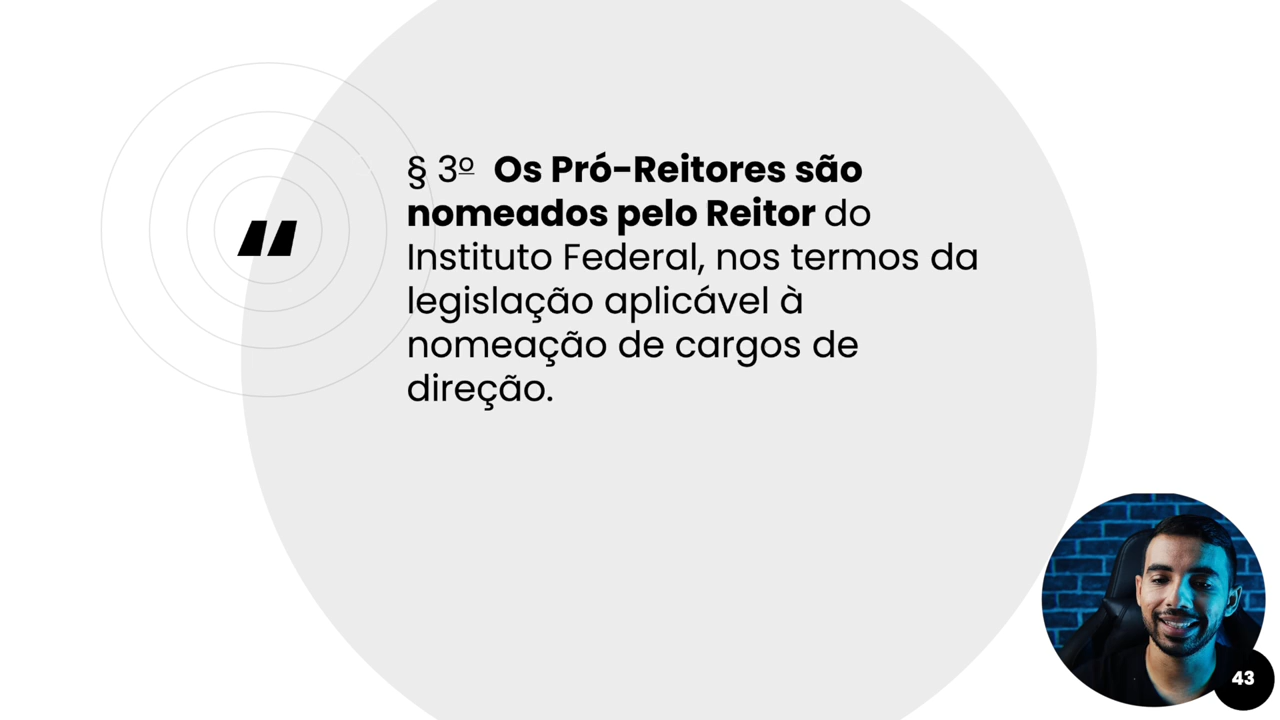 “
§ 3º Os Pró-Reitores são
nomeados pelo Reitor do
Instituto Federal, nos termos da
legislação aplicável à
nomeação de cargos de
direção.
43